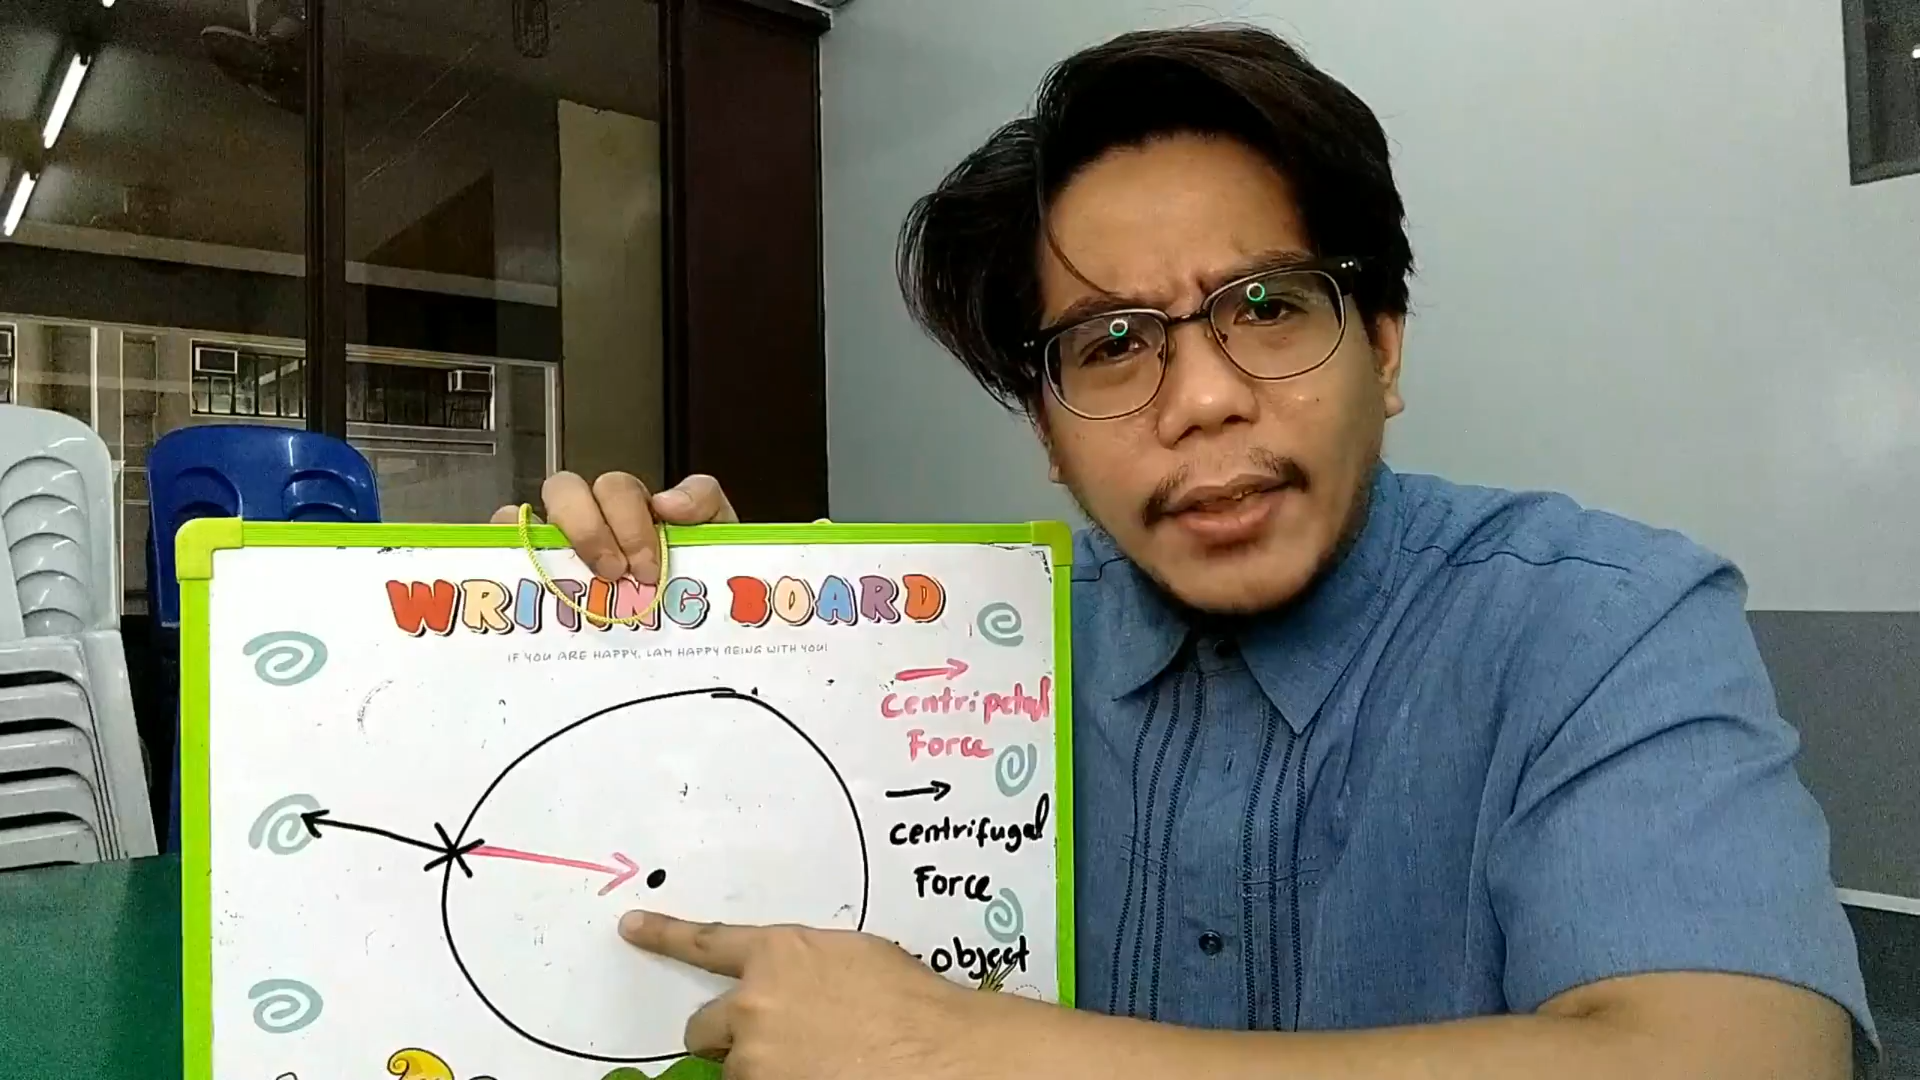 WRITING BOARD
IF YOU ARE HAPPY, I AM HAPPY BEING WITH YOU!
Centripetal
Force
centrifugal
Force
object